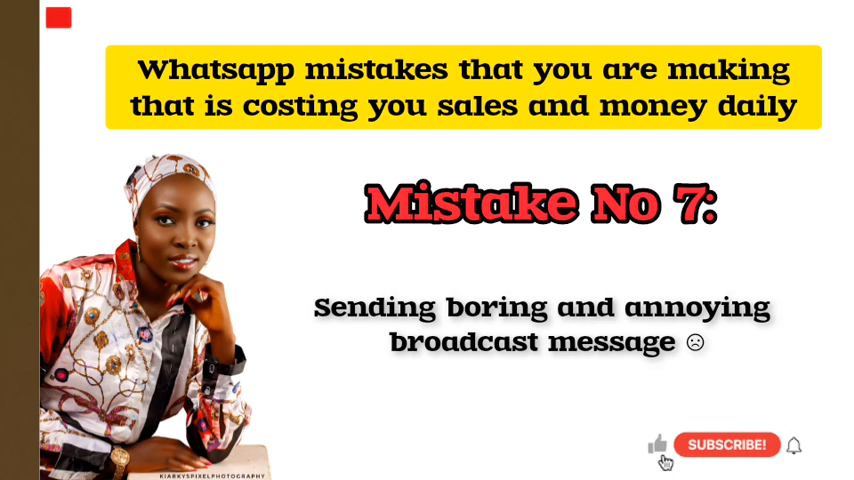 Whatsapp mistakes that you are making
that is costing you sales and money daily
Mistake No 7:
Sending boring and annoying
broadcast message ☹
SUBSCRIBE!
KIARKYSPIXELPHOTOGRAPHY